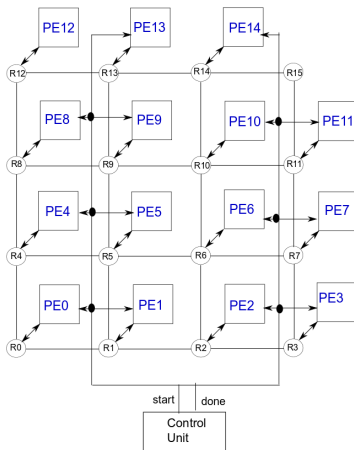 PE12 PE13 PE14
R12 R13 R14 R15
PE8 PE9 PE10 PE11
R8 R9 R10 R11
PE4 PE5 PE6 PE7
R4 R5 R6 R7
PE0 PE1 PE2 PE3
R0 R1 R2 R3
start done
Control
Unit